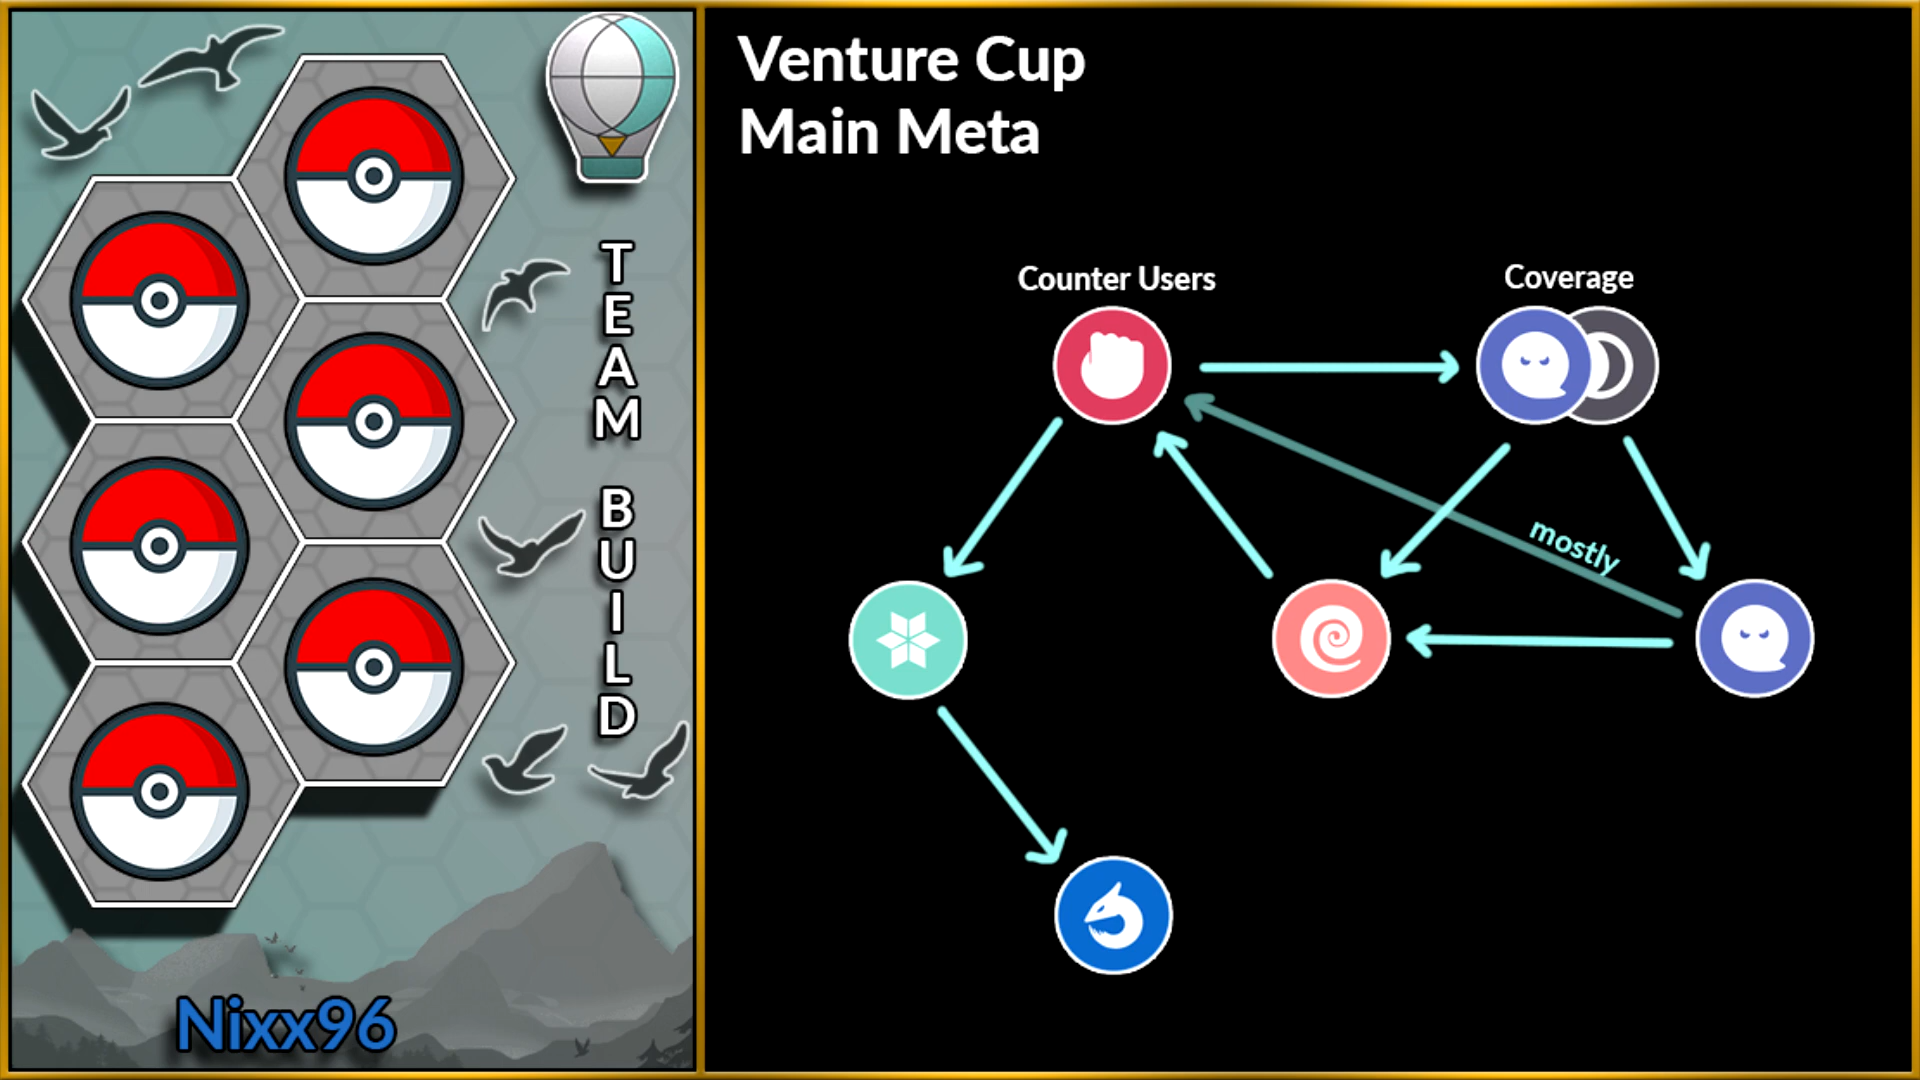 TEAM BUILD
Nixx96
Venture Cup
Main Meta
Counter Users
Coverage
mostly